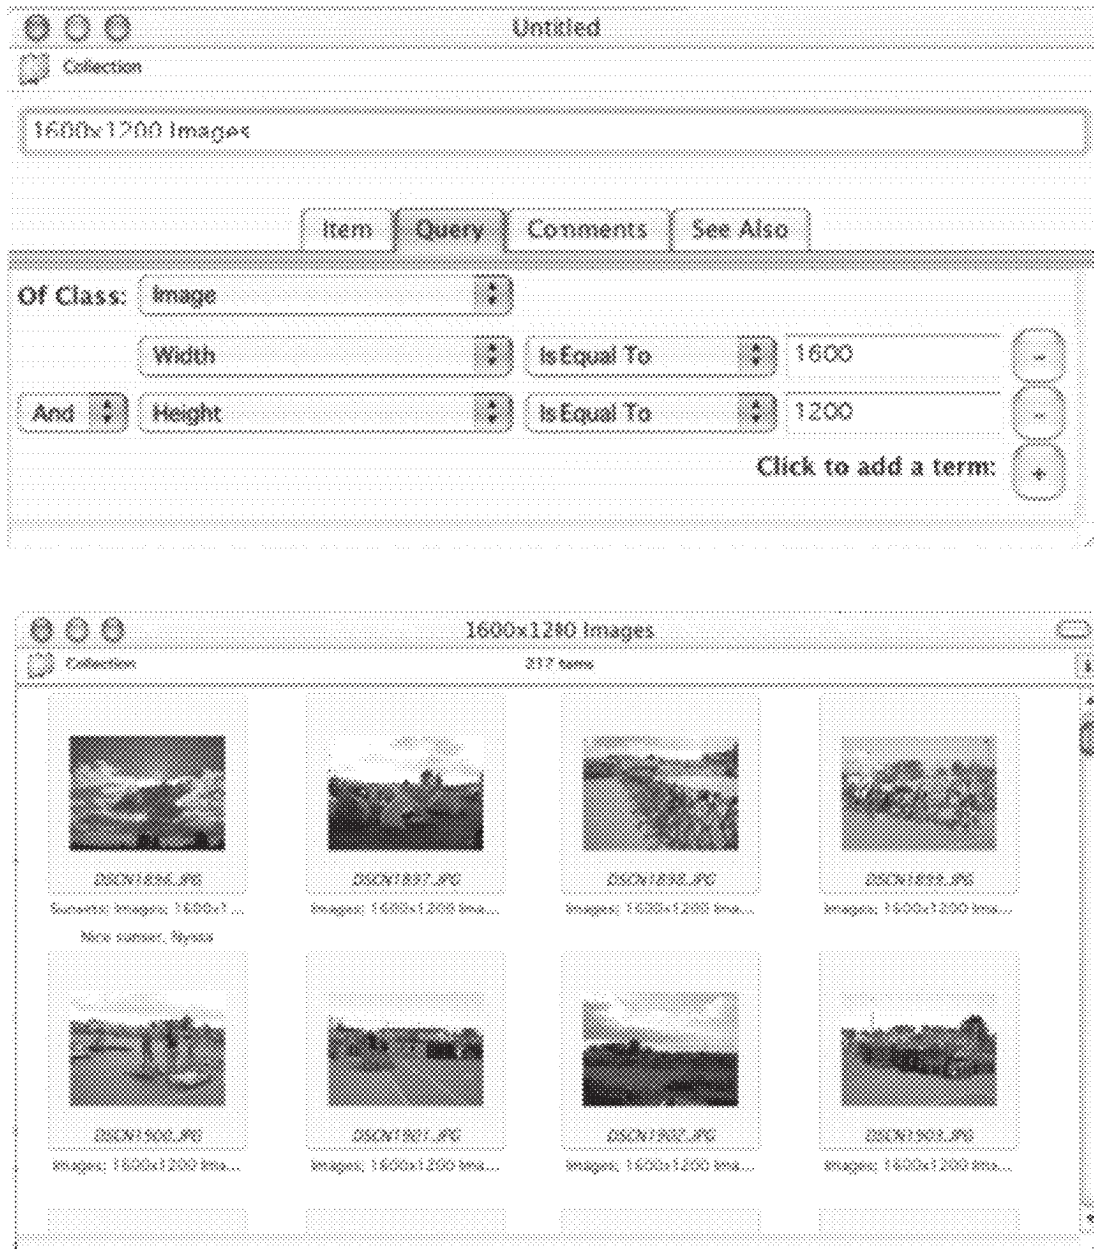 Untitled
Collection
1600x1200 Images
Item Query Comments See Also
Of Class: Image
Width Is Equal To 1600 -
And Height Is Equal To 1200 -
Click to add a term: +
1600x1200 Images
Collection 217 items
DSCN1896.JPG DSCN1897.JPG DSCN1898.JPG DSCN1899.JPG
Sunsets; Images; 1600x1... Images; 1600x1200 Ima... Images; 1600x1200 Ima... Images; 1600x1200 Ima...
Nice sunset, Nyssa
DSCN1900.JPG DSCN1901.JPG DSCN1902.JPG DSCN1903.JPG
Images; 1600x1200 Ima... Images; 1600x1200 Ima... Images; 1600x1200 Ima... Images; 1600x1200 Ima...